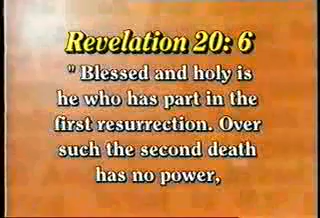 Revelation 20: 6
" Blessed and holy is
he who has part in the
first resurrection. Over
such the second death
has no power,